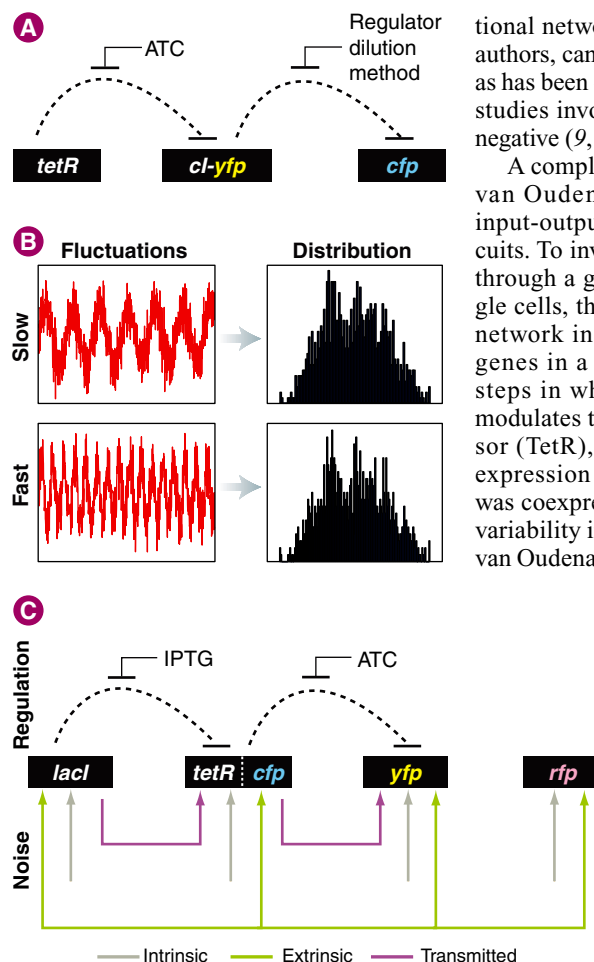 A
ATC
Regulator
dilution
method
tetR
cI-yfp
cfp
B
Fluctuations
Distribution
Slow
Fast
C
Regulation
IPTG
ATC
lacI
tetR
cfp
yfp
rfp
Noise
Intrinsic
Extrinsic
Transmitted
tional netw
authors, can
as has been
studies invo
negative (9,
A compl
van Ouden
input-outpu
cuits. To inv
through a g
gle cells, th
network in
genes in a
steps in wh
modulates t
sor (TetR),
expression
was coexpre
variability i
van Oudena